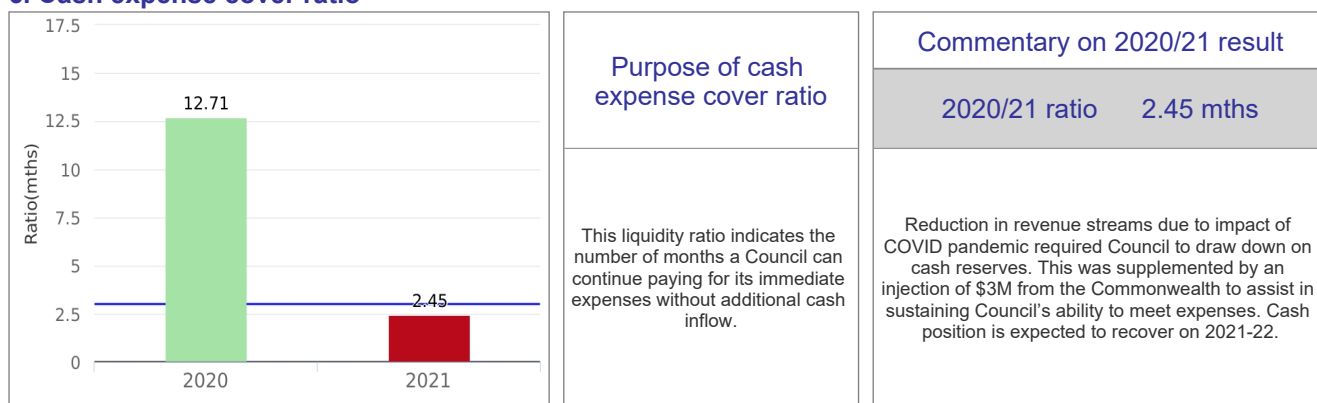 17.5
15
12.5
10
7.5
5
2.5
0
Ratio(mths)
12.71
2.45
2020
2021
Purpose of cash
expense cover ratio
This liquidity ratio indicates the
number of months a Council can
continue paying for its immediate
expenses without additional cash
inflow.
Commentary on 2020/21 result
2020/21 ratio 2.45 mths
Reduction in revenue streams due to impact of
COVID pandemic required Council to draw down on
cash reserves. This was supplemented by an
injection of $3M from the Commonwealth to assist in
sustaining Council’s ability to meet expenses. Cash
position is expected to recover on 2021-22.